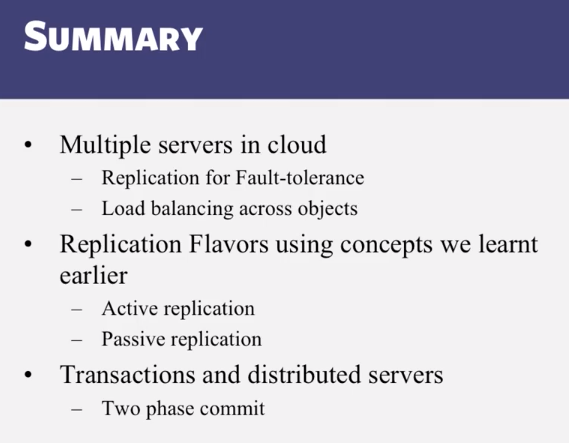 SUMMARY
• Multiple servers in cloud
– Replication for Fault-tolerance
– Load balancing across objects
• Replication Flavors using concepts we learnt
earlier
– Active replication
– Passive replication
• Transactions and distributed servers
– Two phase commit